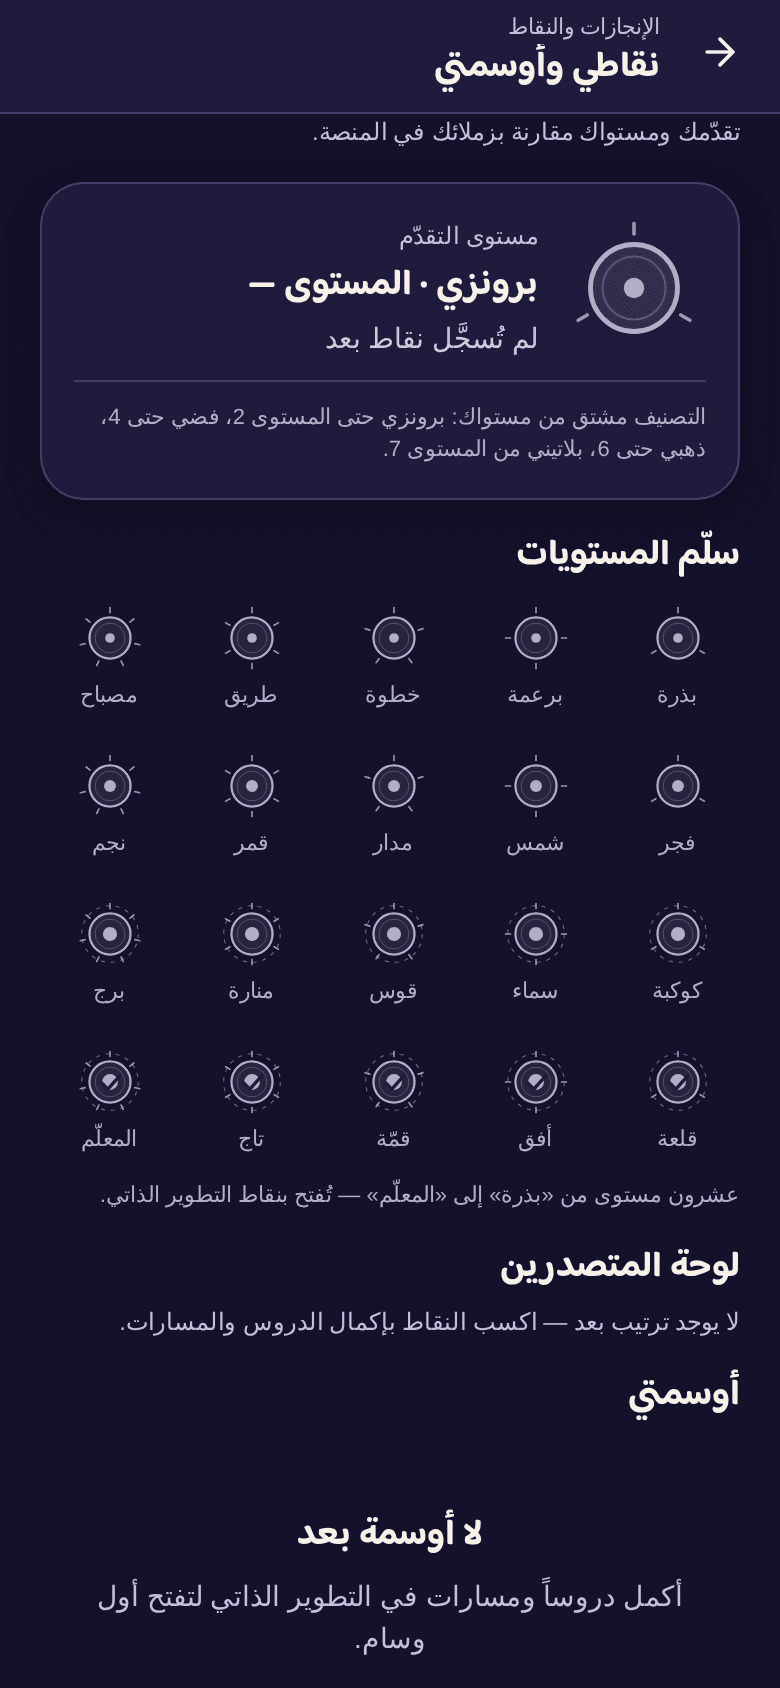 الإنجازات والنقاط
نقاطي وأوسمتي
تقدّمك ومستواك مقارنة بزملائك في المنصة.
مستوى التقدّم
برونزي · المستوى —
لم تُسجَّل نقاط بعد
التصنيف مشتق من مستواك: برونزي حتى المستوى 2، فضي حتى 4،
ذهبي حتى 6، بلاتيني من المستوى 7.
سلّم المستويات
بذرة برعمة خطوة طريق مصباح
فجر شمس مدار قمر نجم
كوكبة سماء قوس منارة برج
قلعة أفق قمّة تاج المعلّم
عشرون مستوى من «بذرة» إلى «المعلّم» — تُفتح بنقاط التطوير الذاتي.
لوحة المتصدرين
لا يوجد ترتيب بعد — اكسب النقاط بإكمال الدروس والمسارات.
أوسمتي
لا أوسمة بعد
أكمل دروساً ومسارات في التطوير الذاتي لتفتح أول
وسام.